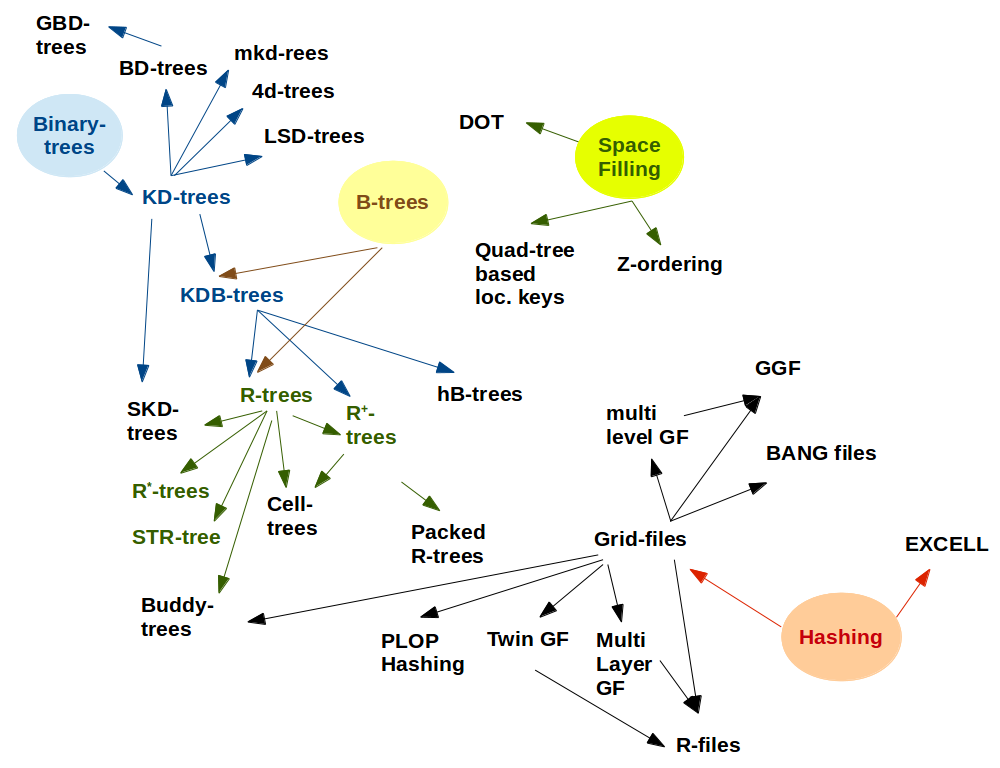 GBD-
trees
BD-trees
mkd-rees
4d-trees
LSD-trees
Binary-
trees
KD-trees
B-trees
DOT
Space
Filling
Quad-tree
based
loc. keys
Z-ordering
KDB-trees
R-trees
R+-
trees
hB-trees
SKD-
trees
R*-trees
STR-tree
Cell-
trees
Packed
R-trees
Buddy-
trees
GGF
multi
level GF
BANG files
Grid-files
EXCELL
Hashing
PLOP
Hashing
Twin GF
Multi
Layer
GF
R-files